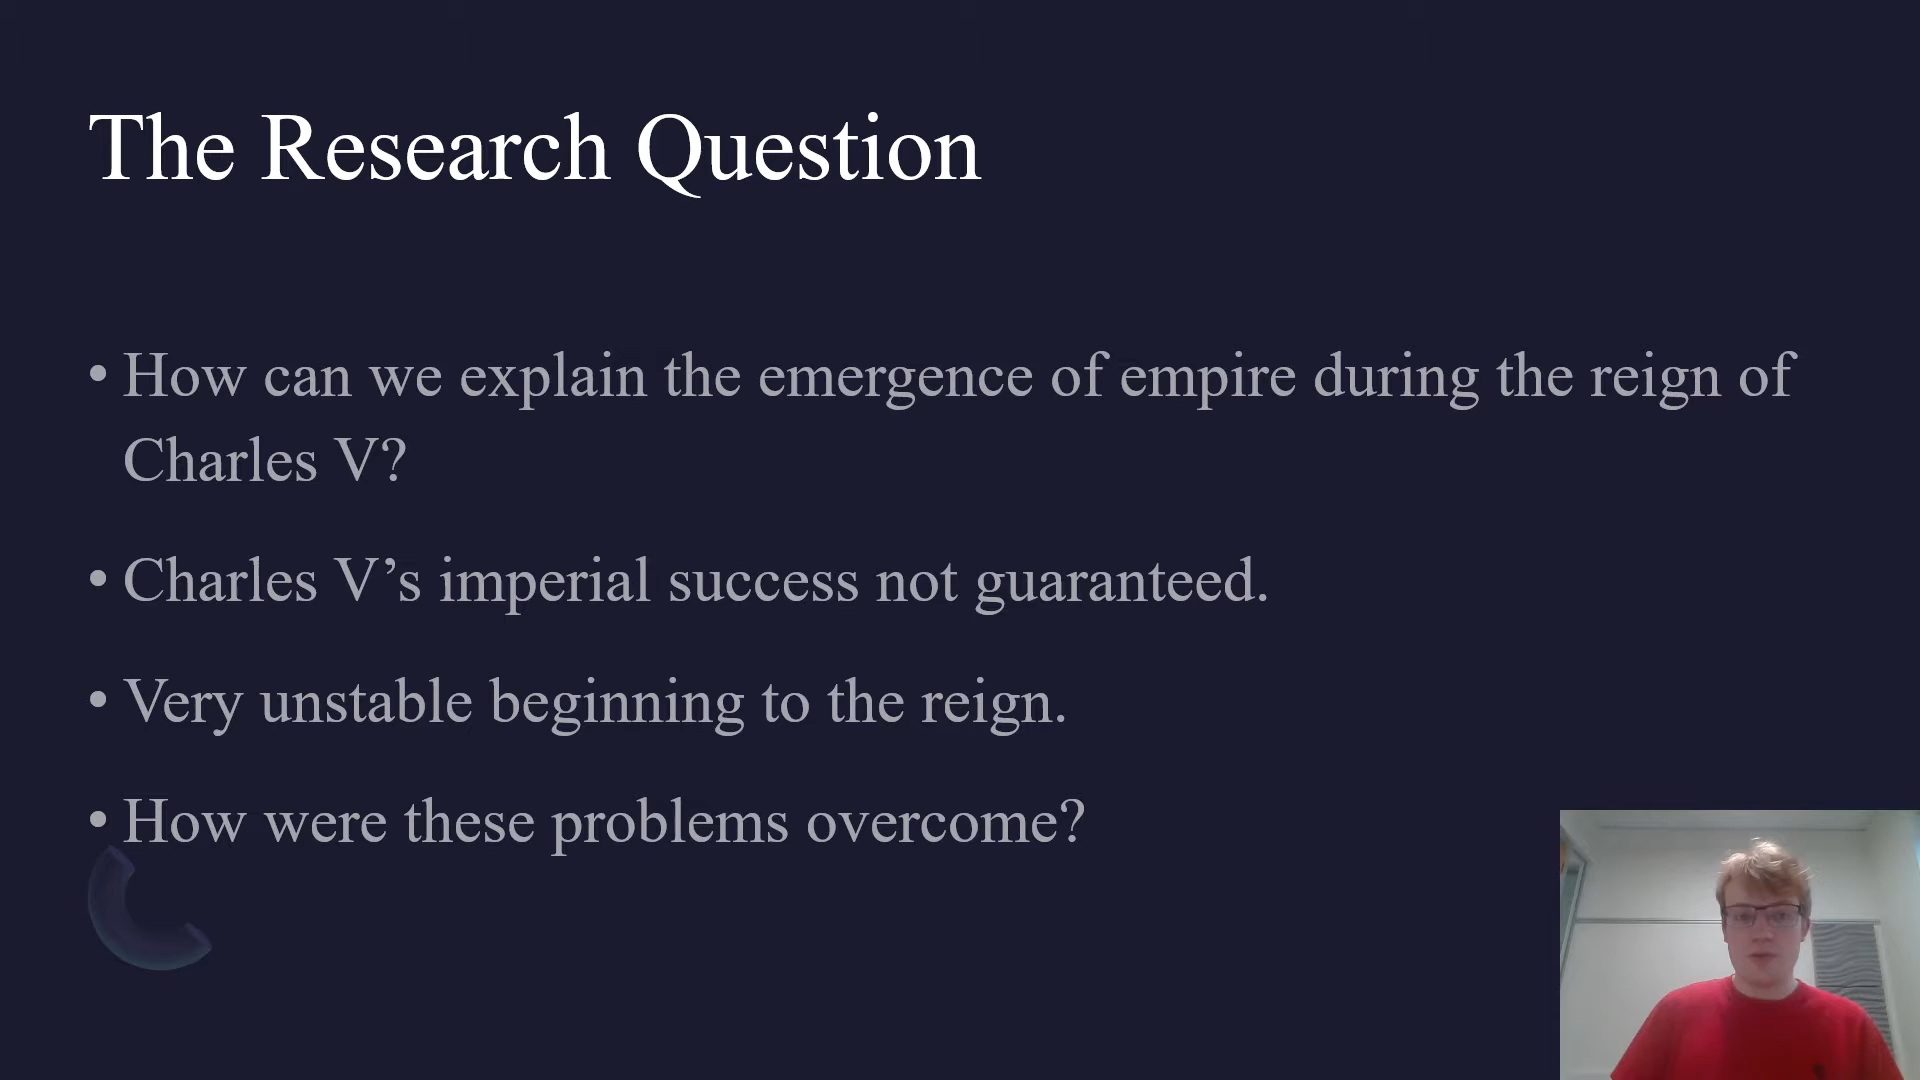 The Research Question
• How can we explain the emergence of empire during the reign of
Charles V?
• Charles V’s imperial success not guaranteed.
• Very unstable beginning to the reign.
• How were these problems overcome?